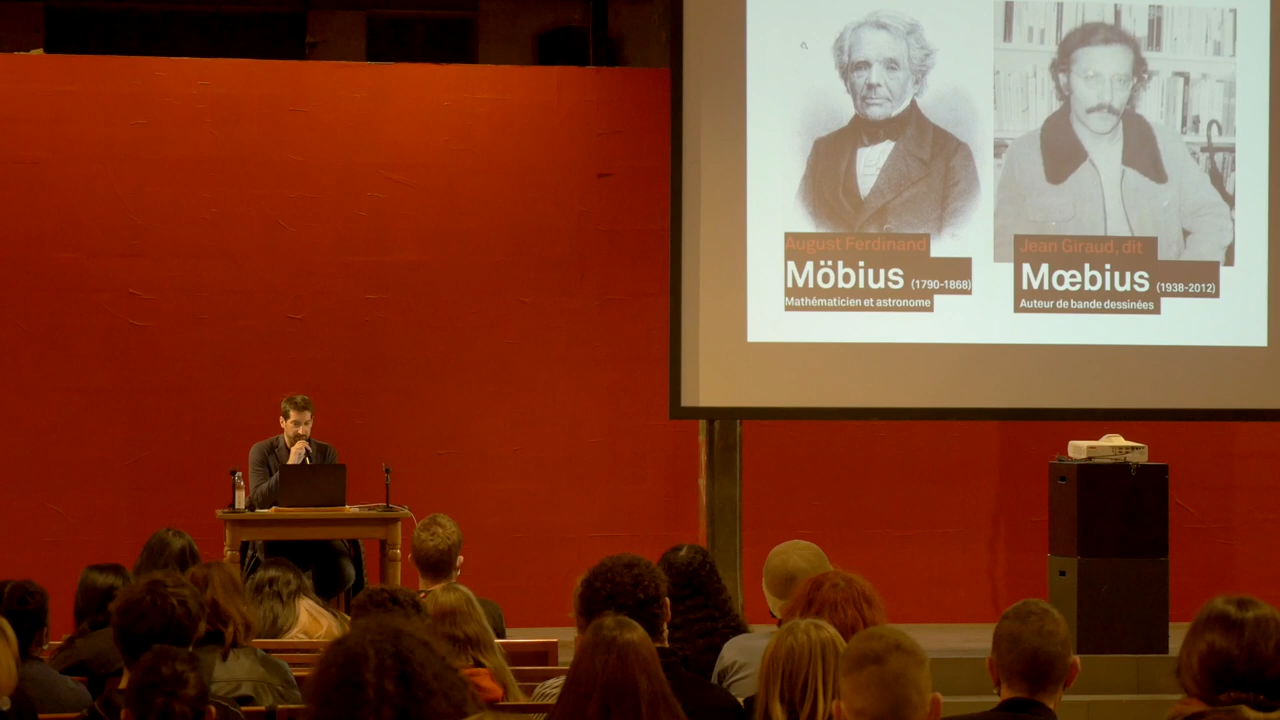 August Ferdinand
Möbius (1790-1868)
Mathématicien et astronome
Jean Giraud, dit
Mœbius (1938-2012)
Auteur de bande dessinées